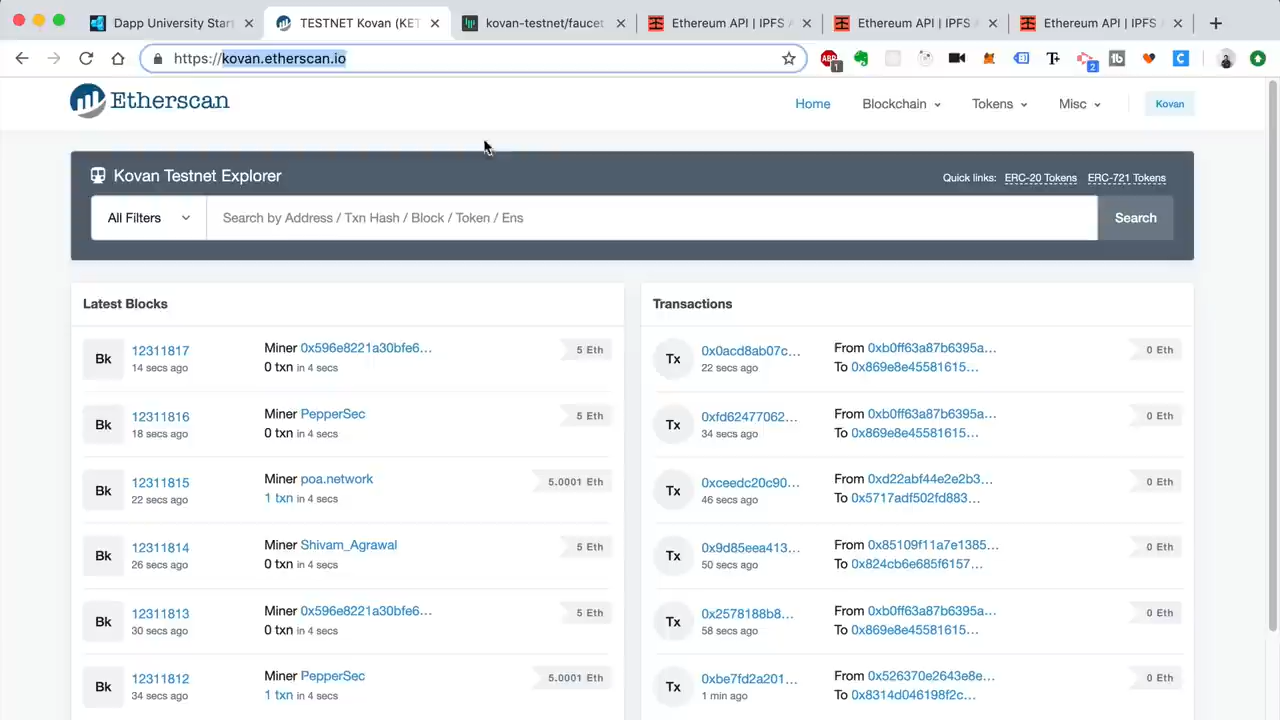 Dapp University Star
TESTNET Kovan (KET
kovan-testnet/faucet
Ethereum API | IPFS A
Ethereum API | IPFS A
Ethereum API | IPFS
https://kovan.etherscan.io
ABP
1
2
Etherscan
Home
Blockchain
Tokens
Misc
Kovan
Kovan Testnet Explorer
Quick links: ERC-20 Tokens ERC-721 Tokens
All Filters
Search by Address / Txn Hash / Block / Token / Ens
Search
Latest Blocks
Bk 12311817 Miner 0x596e8221a30bfe6... 5 Eth
14 secs ago 0 txn in 4 secs
Bk 12311816 Miner PepperSec 5 Eth
18 secs ago 0 txn in 4 secs
Bk 12311815 Miner poa.network 5.0001 Eth
22 secs ago 1 txn in 4 secs
Bk 12311814 Miner Shivam_Agrawal 5 Eth
26 secs ago 0 txn in 4 secs
Bk 12311813 Miner 0x596e8221a30bfe6... 5 Eth
30 secs ago 0 txn in 4 secs
Bk 12311812 Miner PepperSec 5.0001 Eth
34 secs ago 1 txn in 4 secs
Transactions
Tx 0x0acd8ab07c... From 0xb0ff63a87b6395a... 0 Eth
22 secs ago To 0x869e8e45581615...
Tx 0xfd62477062... From 0xb0ff63a87b6395a... 0 Eth
34 secs ago To 0x869e8e45581615...
Tx 0xceedc20c90... From 0xd22abf44e2e2b3... 0 Eth
46 secs ago To 0x5717adf502fd883...
Tx 0x9d85eea413... From 0x85109f11a7e1385... 0 Eth
50 secs ago To 0x824cb6e685f6157...
Tx 0x2578188b8... From 0xb0ff63a87b6395a... 0 Eth
58 secs ago To 0x869e8e45581615...
Tx 0xbe7fd2a201... From 0x526370e2643e8e... 0 Eth
1 min ago To 0x8314d046198f2c...